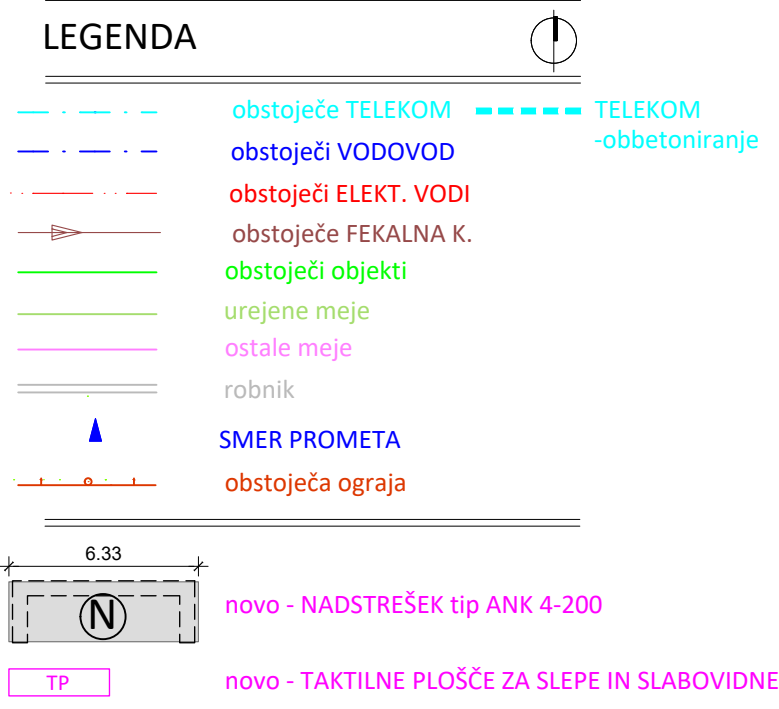 LEGENDA
obstoječe TELEKOM
TELEKOM
-obbetoniranje
obstoječi VODOVOD
obstoječi ELEKT. VODI
obstoječe FEKALNA K.
obstoječi objekti
urejene meje
ostale meje
robnik
SMER PROMETA
obstoječa ograja
6.33
N
novo - NADSTREŠEK tip ANK 4-200
TP
novo - TAKTILNE PLOŠČE ZA SLEPE IN SLABOVIDNE